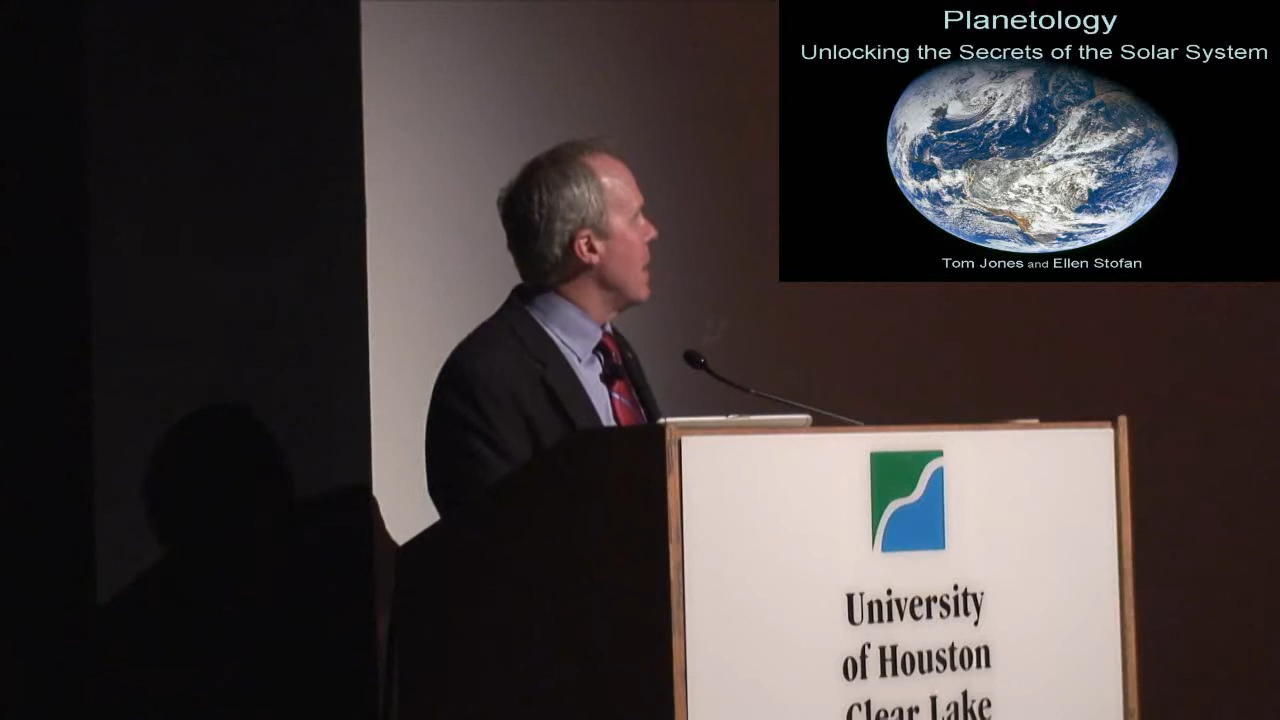 Planetology
Unlocking the Secrets of the Solar System
Tom Jones and Ellen Stofan
University
of Houston
Clear Lake